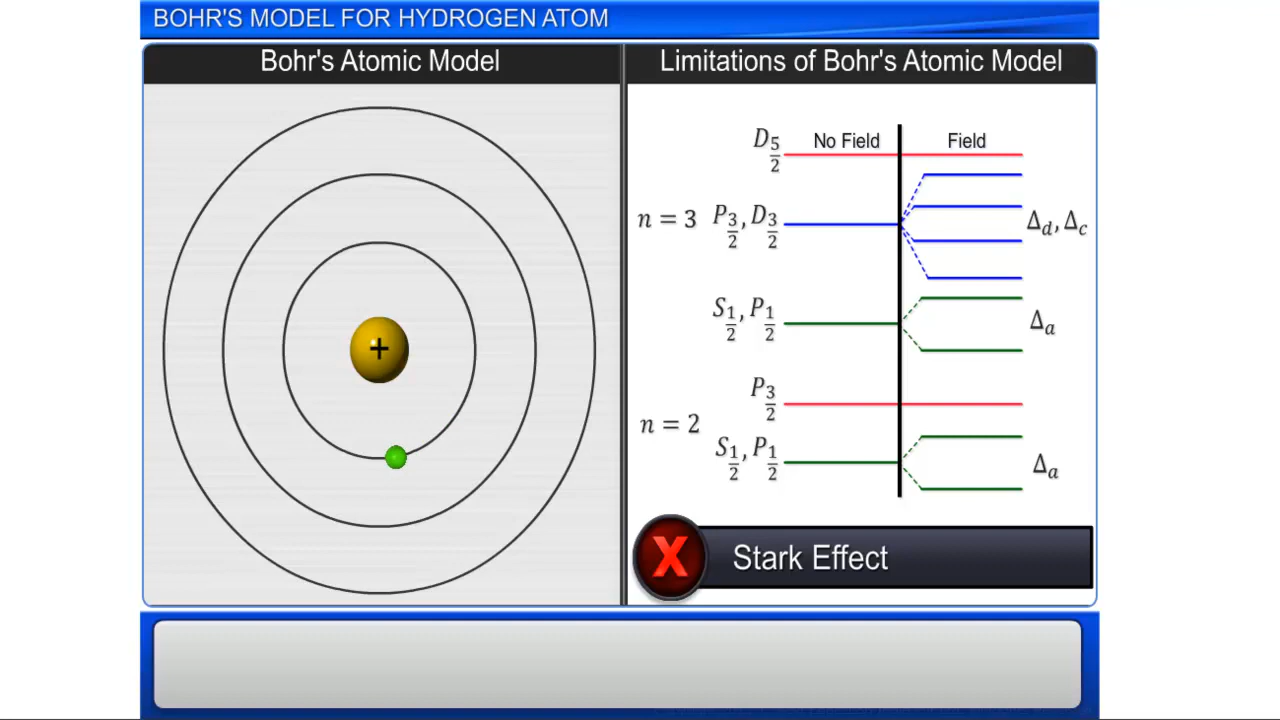 BOHR'S MODEL FOR HYDROGEN ATOM
Bohr's Atomic Model
+
Limitations of Bohr's Atomic Model
No Field Field
D5/2
n = 3 P3/2, D3/2 Δd, Δc
S1/2, P1/2 Δa
P3/2
n = 2
S1/2, P1/2 Δa
X Stark Effect